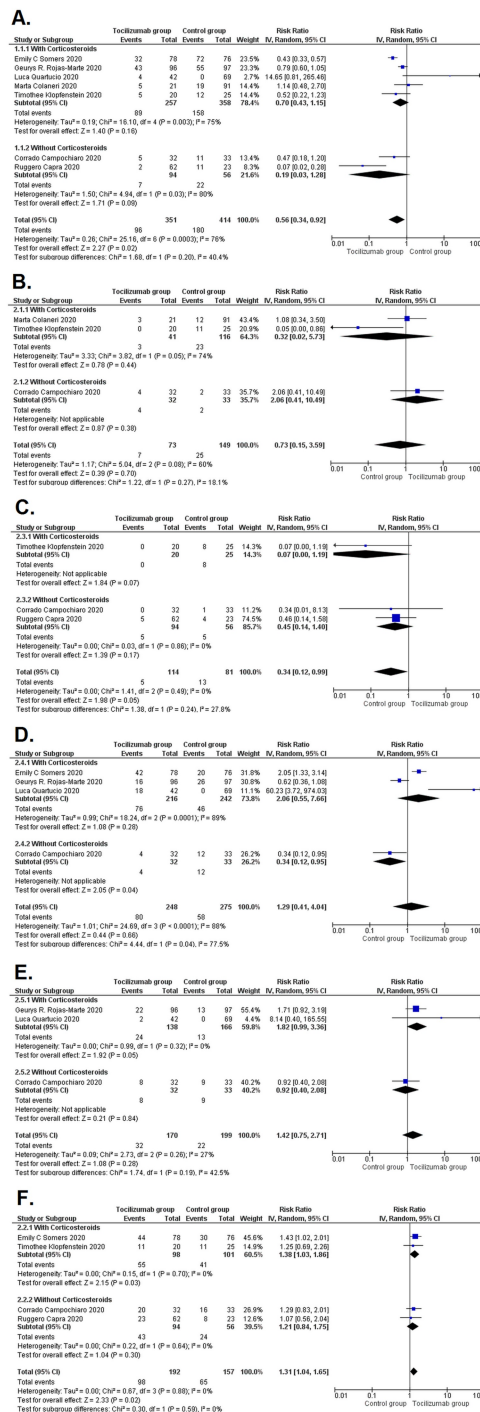 A.
Tocilizumab group Control group Risk Ratio Risk Ratio
Study or Subgroup Events Total Events Total Weight IV, Random, 95% CI IV, Random, 95% CI
1.1.1 With Corticosteroids
Emily C Somers 2020 32 78 72 76 23.5% 0.43 [0.33, 0.57]
Geurys R. Rojas-Marte 2020 43 96 55 97 23.5% 0.79 [0.60, 1.05]
Luca Quartucio 2020 4 42 0 69 2.7% 14.65 [0.81, 265.46]
Marta Colaniri 2020 5 21 19 91 14.4% 1.14 [0.48, 2.70]
Timothee Klopfenstein 2020 5 20 12 25 14.4% 0.52 [0.22, 1.23]
Subtotal (95% CI) 257 358 78.4% 0.70 [0.43, 1.15]
Total events 89 158
Heterogeneity: Tau² = 0.19; Chi² = 16.10, df = 4 (P = 0.003); I² = 75%
Test for overall effect: Z = 1.40 (P = 0.16)
1.1.2 Without Corticosteroids
Corrado Campochiaro 2020 5 32 11 33 13.4% 0.47 [0.18, 1.20]
Ruggero Capra 2020 2 62 11 23 8.3% 0.07 [0.02, 0.28]
Subtotal (95% CI) 94 56 21.6% 0.19 [0.03, 1.28]
Total events 7 22
Heterogeneity: Tau² = 1.50; Chi² = 4.94, df = 1 (P = 0.03); I² = 80%
Test for overall effect: Z = 1.71 (P = 0.09)
Total (95% CI) 351 414 100.0% 0.56 [0.34, 0.92]
Total events 96 180
Heterogeneity: Tau² = 0.26; Chi² = 25.16, df = 6 (P = 0.0003); I² = 76%
Test for overall effect: Z = 2.27 (P = 0.02)
Test for subgroup differences: Chi² = 1.68, df = 1 (P = 0.20), I² = 40.4%
0.01 0.1 1 10 100
Tocilizumab group Control group
B.
Tocilizumab group Control group Risk Ratio Risk Ratio
Study or Subgroup Events Total Events Total Weight IV, Random, 95% CI IV, Random, 95% CI
2.1.1 With Corticosteroids
Marta Colaniri 2020 3 21 12 91 43.4% 1.08 [0.34, 3.50]
Timothee Klopfenstein 2020 0 20 11 25 20.9% 0.05 [0.00, 0.86]
Subtotal (95% CI) 41 116 64.3% 0.32 [0.02, 5.73]
Total events 3 23
Heterogeneity: Tau² = 3.33; Chi² = 3.82, df = 1 (P = 0.05); I² = 74%
Test for overall effect: Z = 0.78 (P = 0.44)
2.1.2 Without Corticosteroids
Corrado Campochiaro 2020 4 32 2 33 35.7% 2.06 [0.41, 10.49]
Subtotal (95% CI) 32 33 35.7% 2.06 [0.41, 10.49]
Total events 4 2
Heterogeneity: Not applicable
Test for overall effect: Z = 0.87 (P = 0.38)
Total (95% CI) 73 149 100.0% 0.73 [0.15, 3.59]
Total events 7 25
Heterogeneity: Tau² = 1.17; Chi² = 5.04, df = 2 (P = 0.08); I² = 60%
Test for overall effect: Z = 0.39 (P = 0.70)
Test for subgroup differences: Chi² = 1.22, df = 1 (P = 0.27), I² = 18.1%
0.01 0.1 1 10 100
Control group Tocilizumab group
C.
Tocilizumab group Control group Risk Ratio Risk Ratio
Study or Subgroup Events Total Events Total Weight IV, Random, 95% CI IV, Random, 95% CI
2.3.1 With Corticosteroids
Timothee Klopfenstein 2020 0 20 8 25 14.3% 0.07 [0.00, 1.19]
Subtotal (95% CI) 20 25 14.3% 0.07 [0.00, 1.19]
Total events 0 8
Heterogeneity: Not applicable
Test for overall effect: Z = 1.84 (P = 0.07)
2.3.2 Without Corticosteroids
Corrado Campochiaro 2020 0 32 1 33 11.2% 0.34 [0.01, 8.13]
Ruggero Capra 2020 5 62 4 23 74.5% 0.46 [0.14, 1.58]
Subtotal (95% CI) 94 56 85.7% 0.45 [0.14, 1.40]
Total events 5 5
Heterogeneity: Tau² = 0.00; Chi² = 0.03, df = 1 (P = 0.86); I² = 0%
Test for overall effect: Z = 1.39 (P = 0.17)
Total (95% CI) 114 81 100.0% 0.34 [0.12, 0.99]
Total events 5 13
Heterogeneity: Tau² = 0.00; Chi² = 1.41, df = 2 (P = 0.49); I² = 0%
Test for overall effect: Z = 1.98 (P = 0.05)
Test for subgroup differences: Chi² = 1.38, df = 1 (P = 0.24), I² = 27.8%
0.01 0.1 1 10 100
Control group Tocilizumab group
D.
Tocilizumab group Control group Risk Ratio Risk Ratio
Study or Subgroup Events Total Events Total Weight IV, Random, 95% CI IV, Random, 95% CI
2.4.1 With Corticosteroids
Emily C Somers 2020 42 78 20 76 31.8% 2.05 [1.33, 3.14]
Geurys R. Rojas-Marte 2020 16 96 26 97 30.8% 0.62 [0.36, 1.08]
Luca Quartucio 2020 18 42 0 69 11.2% 60.23 [3.72, 974.03]
Subtotal (95% CI) 216 242 73.8% 2.06 [0.55, 7.66]
Total events 76 46
Heterogeneity: Tau² = 0.99; Chi² = 18.24, df = 2 (P = 0.0001); I² = 89%
Test for overall effect: Z = 1.08 (P = 0.28)
2.4.2 Without Corticosteroids
Corrado Campochiaro 2020 4 32 12 33 26.2% 0.34 [0.12, 0.95]
Subtotal (95% CI) 32 33 26.2% 0.34 [0.12, 0.95]
Total events 4 12
Heterogeneity: Not applicable
Test for overall effect: Z = 2.05 (P = 0.04)
Total (95% CI) 248 275 100.0% 1.29 [0.41, 4.04]
Total events 80 58
Heterogeneity: Tau² = 1.01; Chi² = 24.69, df = 3 (P < 0.0001); I² = 88%
Test for overall effect: Z = 0.44 (P = 0.66)
Test for subgroup differences: Chi² = 4.44, df = 1 (P = 0.04), I² = 77.5%
0.01 0.1 1 10 100
Control group Tocilizumab group
E.
Tocilizumab group Control group Risk Ratio Risk Ratio
Study or Subgroup Events Total Events Total Weight IV, Random, 95% CI IV, Random, 95% CI
2.5.1 With Corticosteroids
Geurys R. Rojas-Marte 2020 22 96 13 97 55.4% 1.71 [0.92, 3.19]
Luca Quartucio 2020 2 42 0 69 4.4% 8.14 [0.40, 165.55]
Subtotal (95% CI) 138 166 59.8% 1.82 [0.99, 3.36]
Total events 24 13
Heterogeneity: Tau² = 0.00; Chi² = 0.99, df = 1 (P = 0.32); I² = 0%
Test for overall effect: Z = 1.92 (P = 0.05)
2.5.2 Without Corticosteroids
Corrado Campochiaro 2020 8 32 9 33 40.2% 0.92 [0.40, 2.08]
Subtotal (95% CI) 32 33 40.2% 0.92 [0.40, 2.08]
Total events 8 9
Heterogeneity: Not applicable
Test for overall effect: Z = 0.21 (P = 0.84)
Total (95% CI) 170 199 100.0% 1.42 [0.75, 2.71]
Total events 32 22
Heterogeneity: Tau² = 0.09; Chi² = 2.73, df = 2 (P = 0.26); I² = 27%
Test for overall effect: Z = 1.08 (P = 0.28)
Test for subgroup differences: Chi² = 1.74, df = 1 (P = 0.19), I² = 42.5%
0.01 0.1 1 10 100
Control group Tocilizumab group
F.
Tocilizumab group Control group Risk Ratio Risk Ratio
Study or Subgroup Events Total Events Total Weight IV, Random, 95% CI IV, Random, 95% CI
2.2.1 With Corticosteroids
Emily C Somers 2020 44 78 30 76 45.6% 1.43 [1.02, 2.01]
Timothee Klopfenstein 2020 11 20 11 25 14.9% 1.25 [0.69, 2.26]
Subtotal (95% CI) 98 101 60.5% 1.38 [1.03, 1.86]
Total events 55 41
Heterogeneity: Tau² = 0.00; Chi² = 0.15, df = 1 (P = 0.70); I² = 0%
Test for overall effect: Z = 2.15 (P = 0.03)
2.2.2 Without Corticosteroids
Corrado Campochiaro 2020 20 32 16 33 26.9% 1.29 [0.83, 2.01]
Ruggero Capra 2020 23 62 8 23 12.6% 1.07 [0.56, 2.04]
Subtotal (95% CI) 94 56 39.5% 1.21 [0.84, 1.75]
Total events 43 24
Heterogeneity: Tau² = 0.00; Chi² = 0.22, df = 1 (P = 0.64); I² = 0%
Test for overall effect: Z = 1.04 (P = 0.30)
Total (95% CI) 192 157 100.0% 1.31 [1.04, 1.65]
Total events 98 65
Heterogeneity: Tau² = 0.00; Chi² = 0.67, df = 3 (P = 0.88); I² = 0%
Test for overall effect: Z = 2.33 (P = 0.02)
Test for subgroup differences: Chi² = 0.30, df = 1 (P = 0.59), I² = 0%
0.01 0.1 1 10 100
Control group Tocilizumab group